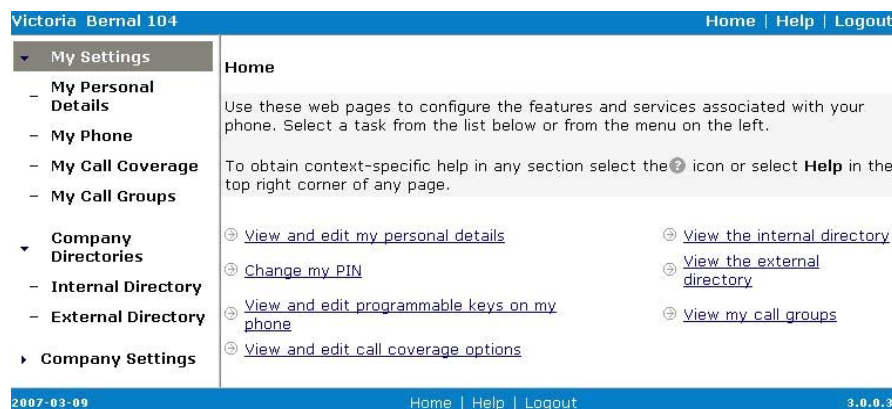 Victoria Bernal 104
Home | Help | Logout
My Settings
– My Personal
Details
– My Phone
– My Call Coverage
– My Call Groups
Company
Directories
– Internal Directory
– External Directory
Company Settings
Home
Use these web pages to configure the features and services associated with your
phone. Select a task from the list below or from the menu on the left.
To obtain context-specific help in any section select the ? icon or select Help in the
top right corner of any page.
View and edit my personal details
Change my PIN
View and edit programmable keys on my
phone
View and edit call coverage options
View the internal directory
View the external
directory
View my call groups
2007-03-09
Home | Help | Logout
3.0.0.3